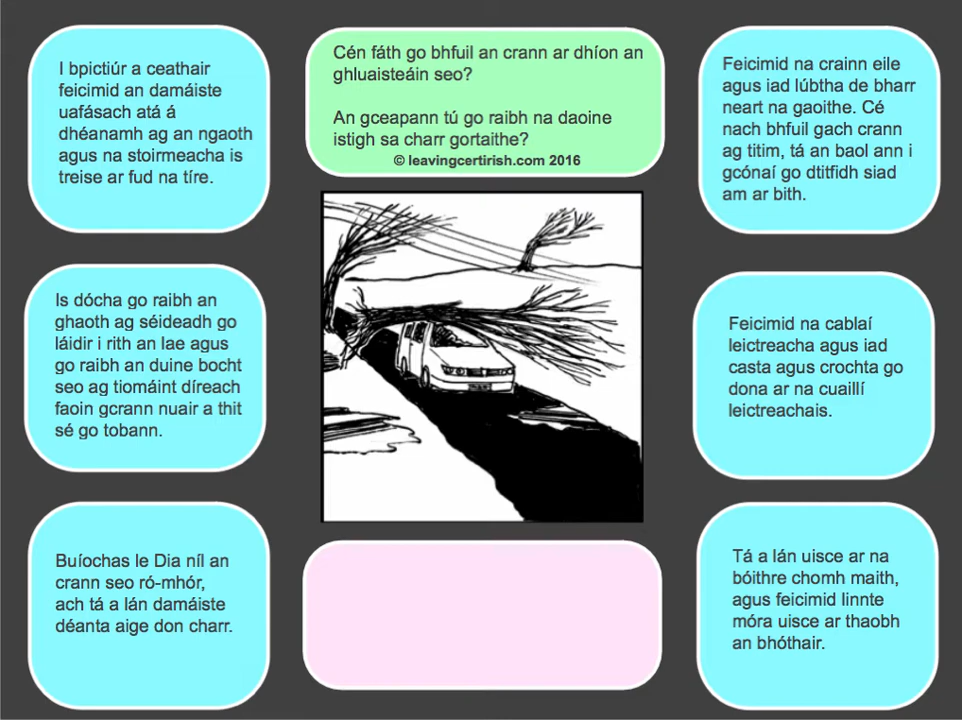 I bpictiúr a ceathair
feicimid an damáiste
uafásach atá á
dhéanamh ag an ngaoth
agus na stoirmeacha is
treise ar fud na tíre.
Is dócha go raibh an
ghaoth ag séideadh go
láidir i rith an lae agus
go raibh an duine bocht
seo ag tiomáint díreach
faoin gcrann nuair a thit
sé go tobann.
Buíochas le Dia níl an
crann seo ró-mhór,
ach tá a lán damáiste
déanta aige don charr.
Cén fáth go bhfuil an crann ar dhíon an
ghluaisteáin seo?
An gceapann tú go raibh na daoine
istigh sa charr gortaithe?
© leavingcertirish.com 2016
Feicimid na crainn eile
agus iad lúbtha de bharr
neart na gaoithe. Cé
nach bhfuil gach crann
ag titim, tá an baol ann i
gcónaí go dtitfidh siad
am ar bith.
Feicimid na cablaí
leictreacha agus iad
casta agus crochta go
dona ar na cuaillí
leictreachais.
Tá a lán uisce ar na
bóithre chomh maith,
agus feicimid linnte
móra uisce ar thaobh
an bhóthair.